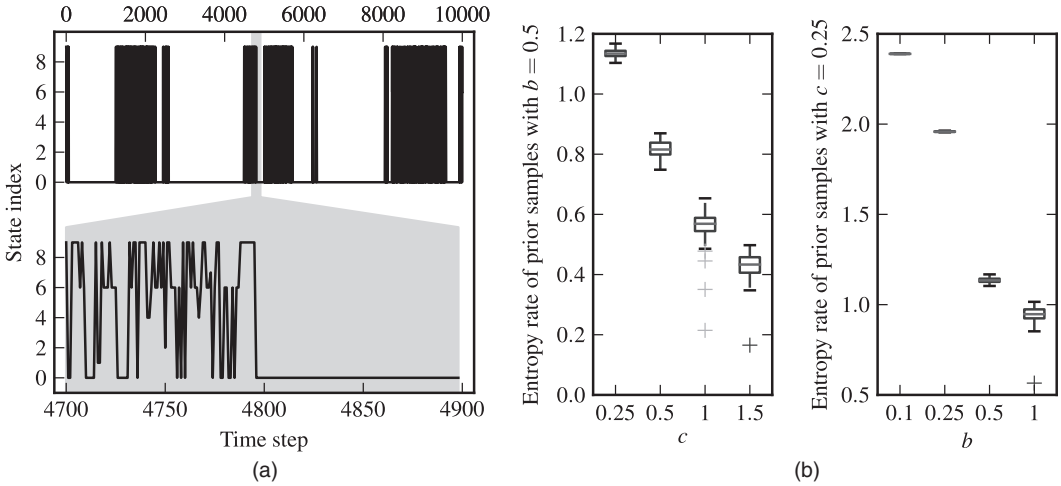 0 2000 4000 6000 8000 10000
State index
8
6
4
2
0
8
6
4
2
0
4700 4750 4800 4850 4900
Time step
(a)
Entropy rate of prior samples with b = 0.5
1.2
1.0
0.8
0.6
0.4
0.2
0.0
0.25 0.5 1 1.5
c
Entropy rate of prior samples with c = 0.25
2.5
2.0
1.5
1.0
0.5
0.1 0.25 0.5 1
b
(b)